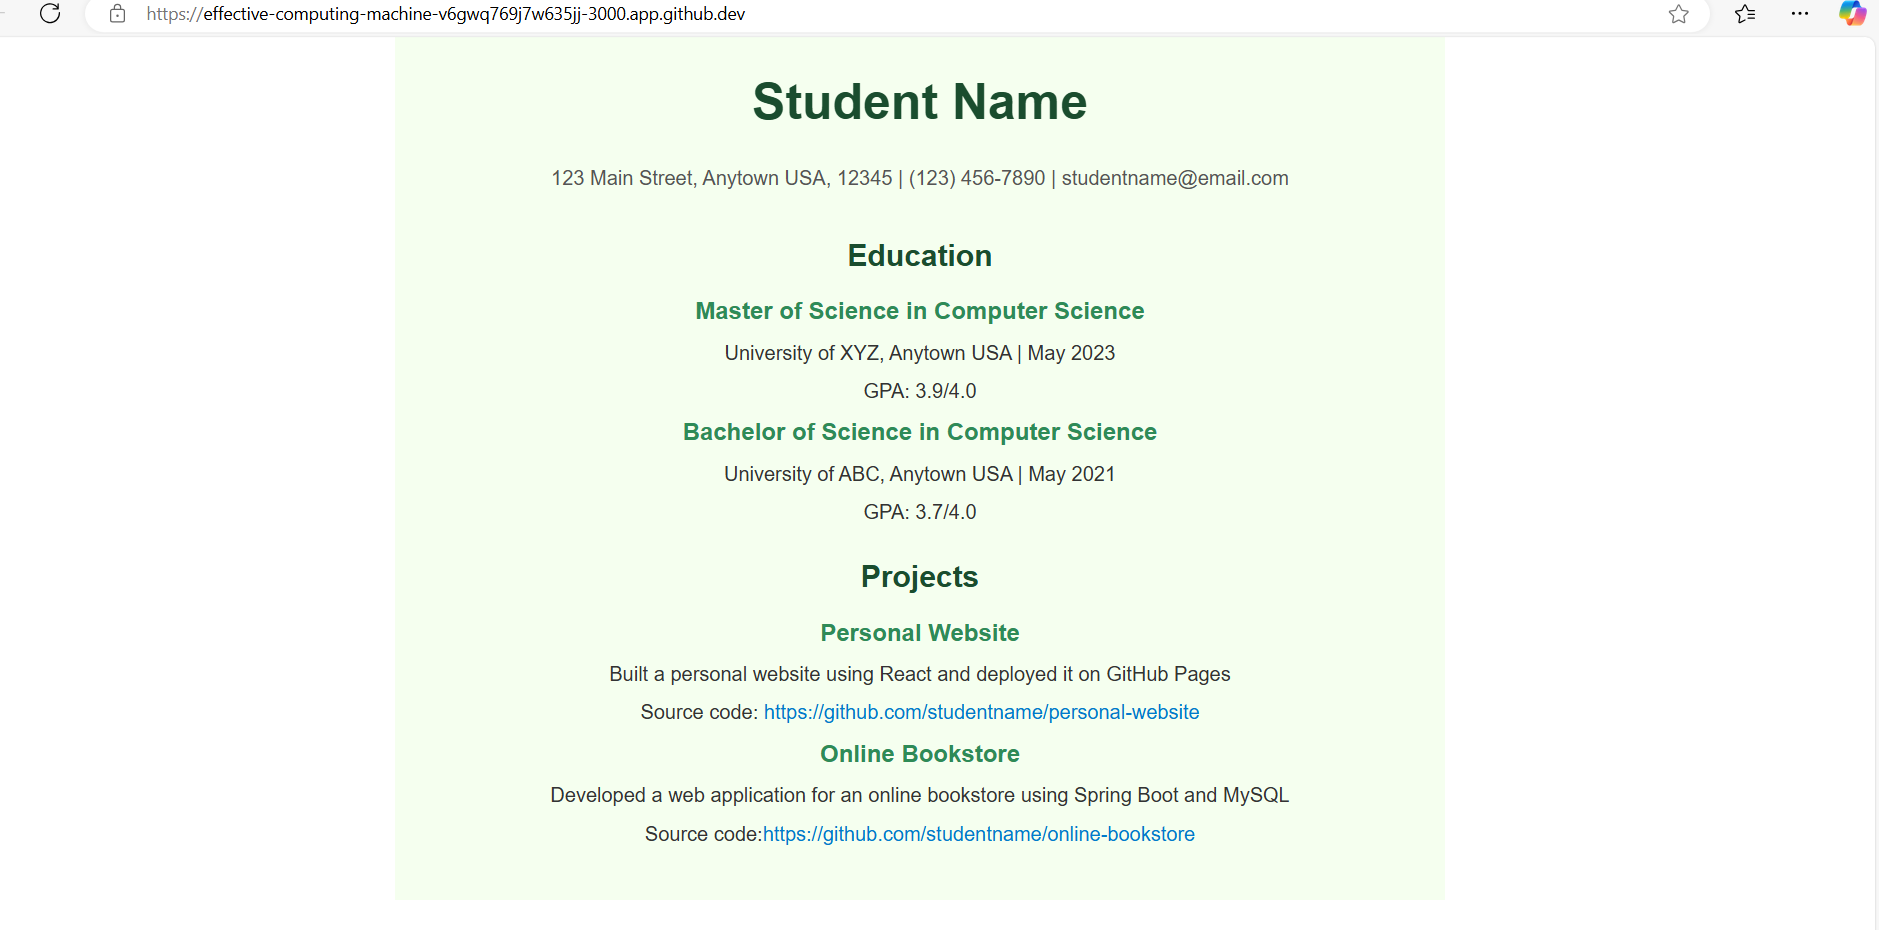 https://effective-computing-machine-v6gwq769j7w635jj-3000.app.github.dev
Student Name
123 Main Street, Anytown USA, 12345 | (123) 456-7890 | studentname@email.com
Education
Master of Science in Computer Science
University of XYZ, Anytown USA | May 2023
GPA: 3.9/4.0
Bachelor of Science in Computer Science
University of ABC, Anytown USA | May 2021
GPA: 3.7/4.0
Projects
Personal Website
Built a personal website using React and deployed it on GitHub Pages
Source code: https://github.com/studentname/personal-website
Online Bookstore
Developed a web application for an online bookstore using Spring Boot and MySQL
Source code:https://github.com/studentname/online-bookstore